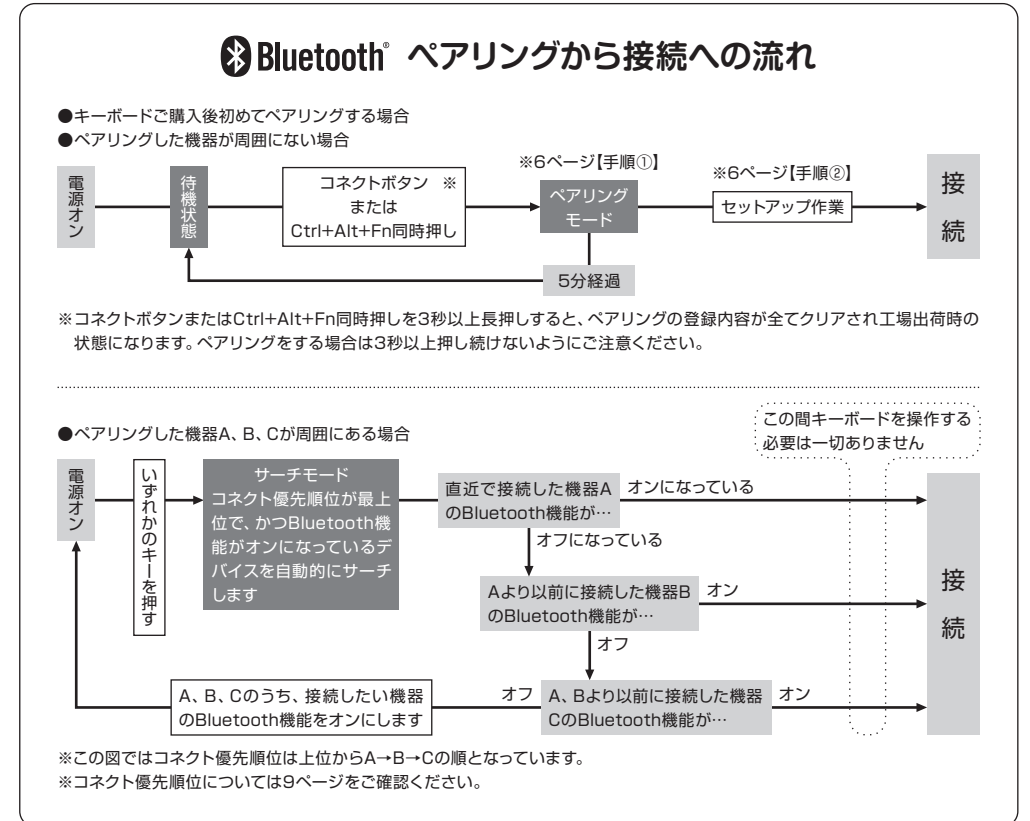 Bluetooth® ペアリングから接続への流れ
●キーボードご購入後初めてペアリングする場合
●ペアリングした機器が周囲にない場合
電源オン
待機状態
コネクトボタン ※
または
Ctrl+Alt+Fn同時押し
※6ページ【手順①】
ペアリング
モード
※6ページ【手順②】
セットアップ作業
接続
5分経過
※コネクトボタンまたはCtrl+Alt+Fn同時押しを3秒以上長押しすると、ペアリングの登録内容が全てクリアされ工場出荷時の
状態になります。ペアリングをする場合は3秒以上押し続けないようにご注意ください。
この間キーボードを操作する
必要は一切ありません
●ペアリングした機器A、B、Cが周囲にある場合
電源オン
いずれかのキーを押す
サーチモード
コネクト優先順位が最上
位で、かつBluetooth機
能がオンになっているデ
バイスを自動的にサーチ
します
直近で接続した機器A
のBluetooth機能が…
オンになっている
オフになっている
Aより以前に接続した機器B
のBluetooth機能が…
オン
オフ
A、Bより以前に接続した機器
CのBluetooth機能が…
オン
オフ
A、B、Cのうち、接続したい機器
のBluetooth機能をオンにします
接続
※この図ではコネクト優先順位は上位からA→B→Cの順となっています。
※コネクト優先順位については9ページをご確認ください。